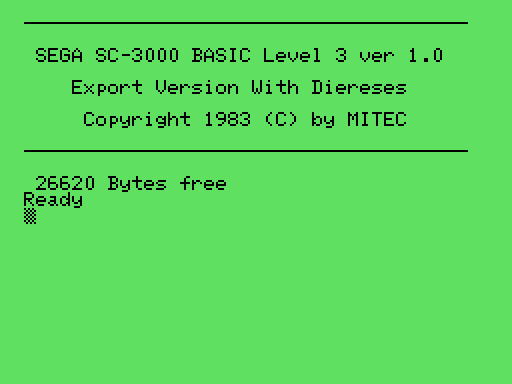 SEGA SC-3000 BASIC Level 3 ver 1.0
Export Version With Diereses
Copyright 1983 (C) by MITEC
26620 Bytes free
Ready